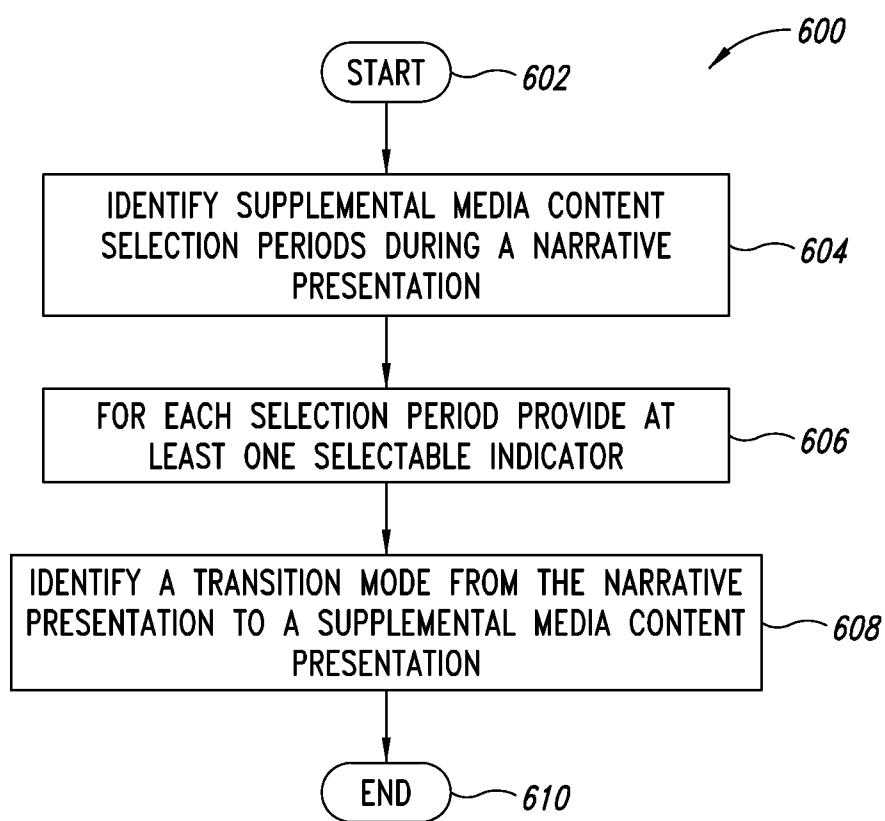 600
START
602
IDENTIFY SUPPLEMENTAL MEDIA CONTENT
SELECTION PERIODS DURING A NARRATIVE
PRESENTATION
604
FOR EACH SELECTION PERIOD PROVIDE AT
LEAST ONE SELECTABLE INDICATOR
606
IDENTIFY A TRANSITION MODE FROM THE NARRATIVE
PRESENTATION TO A SUPPLEMENTAL MEDIA CONTENT
PRESENTATION
608
END
610